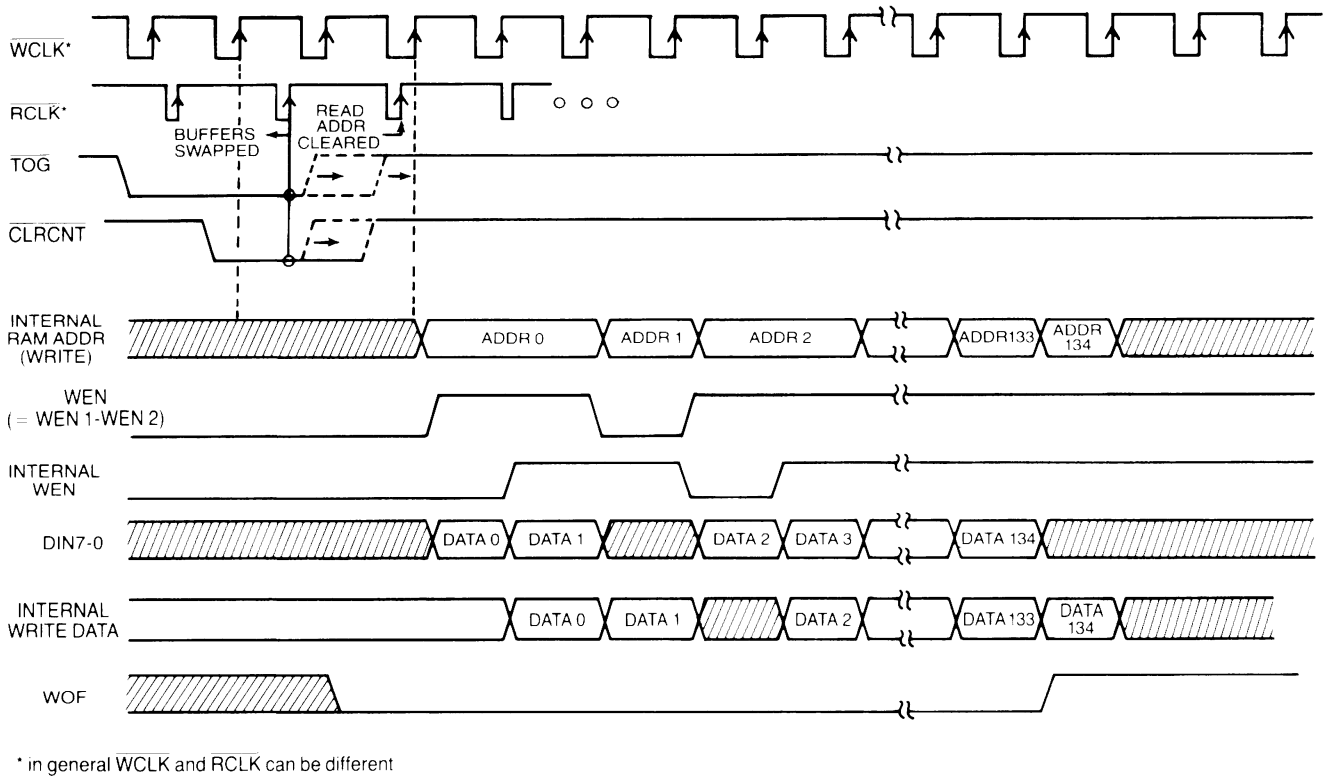 WCLK*
RCLK*
BUFFERS
SWAPPED
READ
ADDR
CLEARED
TOG
CLRCNT
INTERNAL
RAM ADDR
(WRITE)
ADDR 0
ADDR 1
ADDR 2
ADDR133
ADDR
134
WEN
(= WEN 1-WEN 2)
INTERNAL
WEN
DIN7-0
DATA 0
DATA 1
DATA 2
DATA 3
DATA 134
INTERNAL
WRITE DATA
DATA 0
DATA 1
DATA 2
DATA 133
DATA
134
WOF
* in general WCLK and RCLK can be different